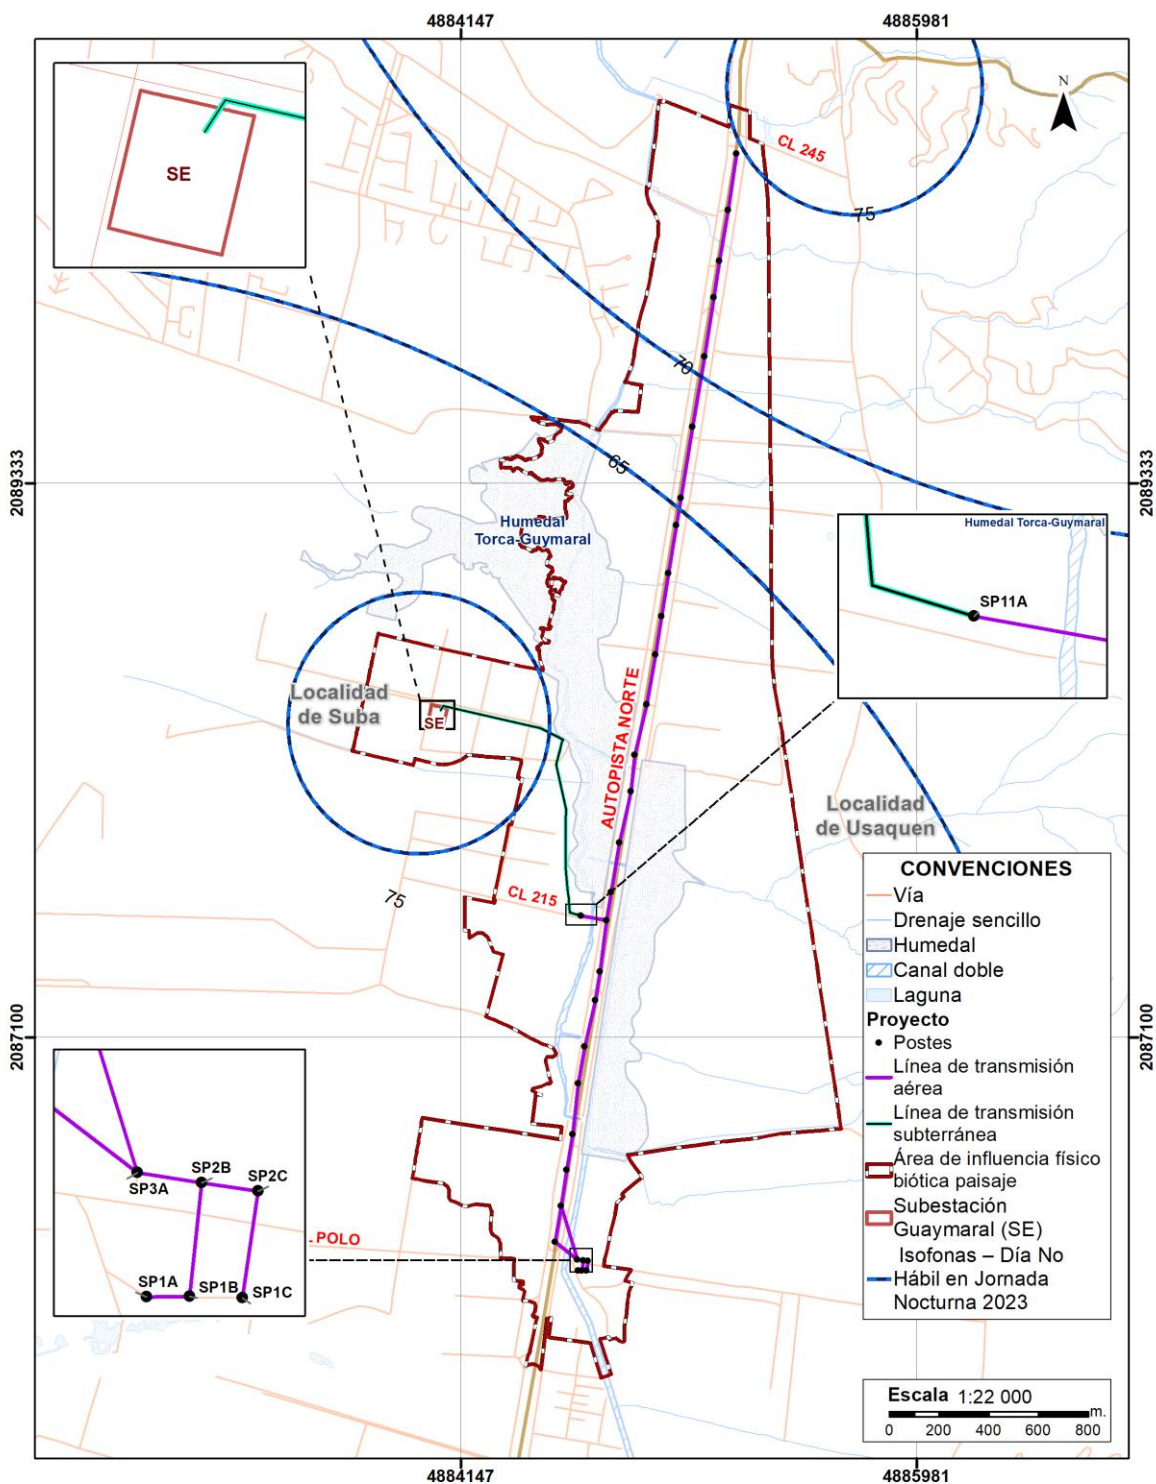 4884147
4885981
N
CL 245
SE
75
70
2089333
2089333
65
Humedal
Torca-Guymaral
Humedal Torca-Guymaral
SP11A
Localidad
de Suba
SE
AUTOPISTA NORTE
Localidad
de Usaquen
75
CL 215
CONVENCIONES
Vía
Drenaje sencillo
Humedal
Canal doble
Laguna
Proyecto
Postes
Línea de transmisión
aérea
Línea de transmisión
subterránea
Área de influencia físico
biótica paisaje
Subestación
Guaymaral (SE)
Isofonas – Día No
Hábil en Jornada
Nocturna 2023
2087100
2087100
SP3A
SP2B
SP2C
SP1A
SP1B
SP1C
POLO
Escala 1:22 000
0 200 400 600 800 m.
4884147
4885981